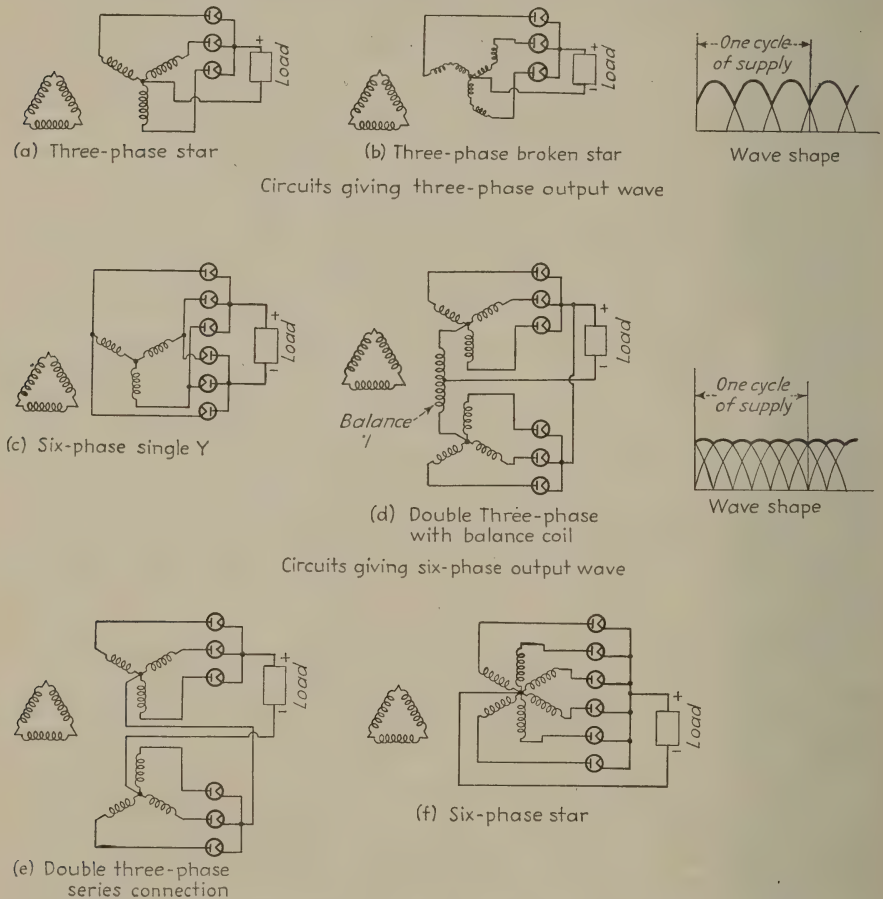 +
Load
(a) Three-phase star
+
-
Load
(b) Three-phase broken star
One cycle
of supply
Wave shape
Circuits giving three-phase output wave
+
-
Load
(c) Six-phase single Y
+
-
Load
Balance
(d) Double Three-phase
with balance coil
One cycle
of supply
Wave shape
Circuits giving six-phase output wave
+
-
Load
(e) Double three-phase
series connection
+
-
Load
(f) Six-phase star